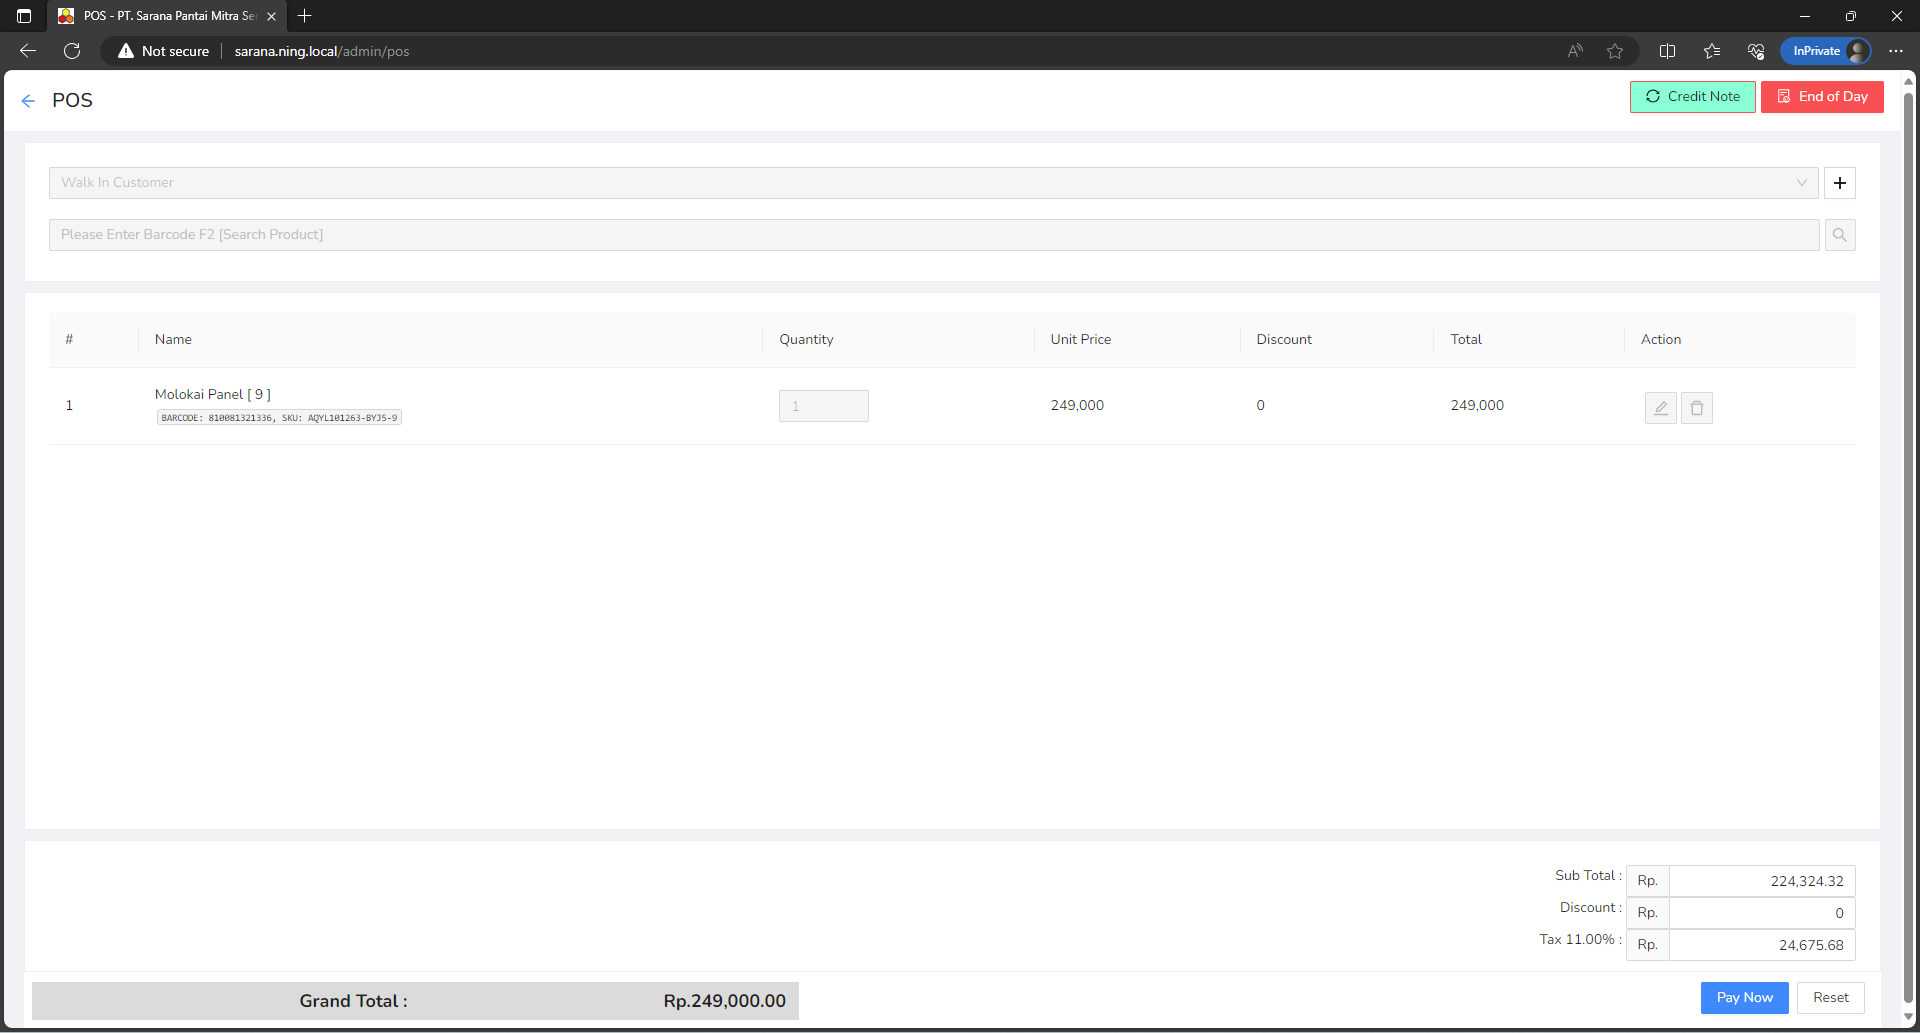 POS - PT. Sarana Pantai Mitra Se
Not secure
sarana.ning.local/admin/pos
InPrivate
POS
Credit Note
End of Day
Walk In Customer
Please Enter Barcode F2 [Search Product]
# Name Quantity Unit Price Discount Total Action
1 Molokai Panel [ 9 ] 1 249,000 0 249,000
BARCODE: 810081321336, SKU: AQYL101263-BYJ5-9
Sub Total : Rp. 224,324.32
Discount : Rp. 0
Tax 11.00% : Rp. 24,675.68
Grand Total : Rp.249,000.00
Pay Now
Reset